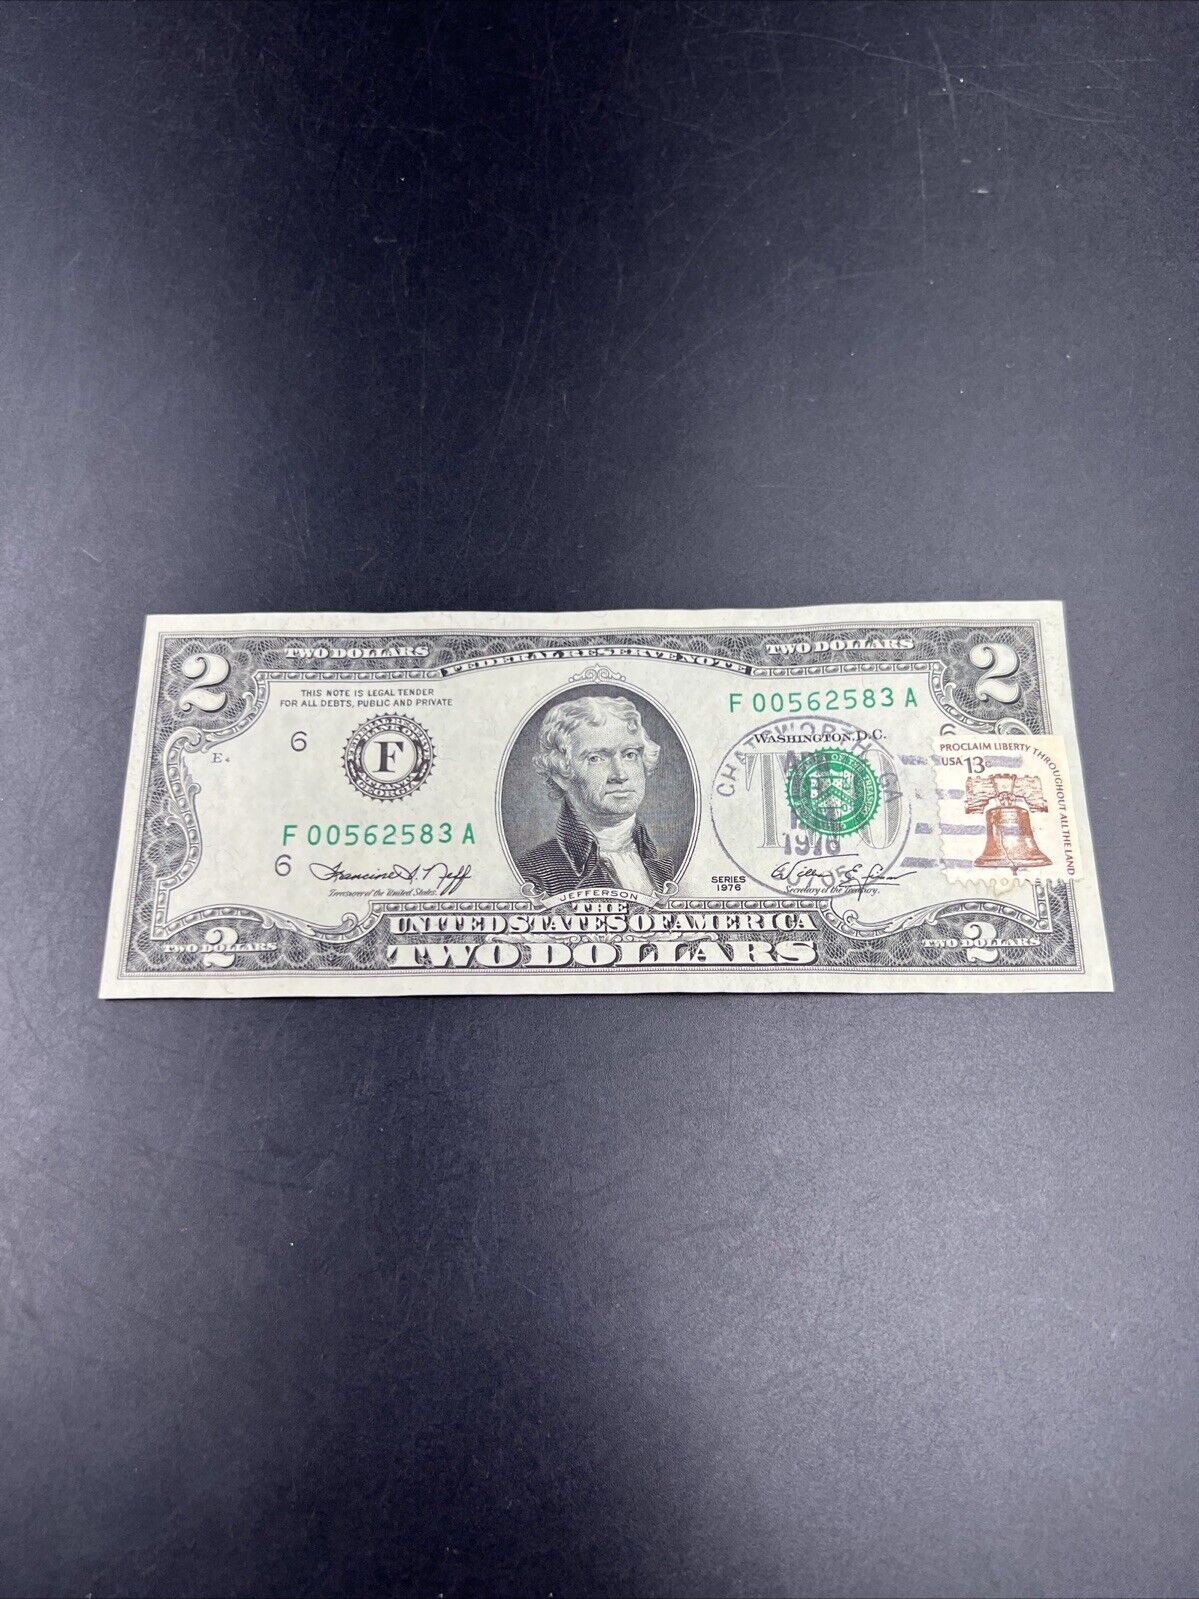 2
TWO DOLLARS
FEDERAL RESERVE NOTE
TWO DOLLARS
2
THIS NOTE IS LEGAL TENDER
FOR ALL DEBTS, PUBLIC AND PRIVATE
F 00562583 A
WASHINGTON, D.C.
6
6
F
E4
TWO
CHATSWORTH, GA
1976
PROCLAIM LIBERTY THROUGHOUT ALL THE LAND
USA 13c
F 00562583 A
6
Francine I. Neff
Treasurer of the United States.
SERIES
1976
Secretary of the Treasury.
JEFFERSON
THE
UNITED STATES OF AMERICA
TWO DOLLARS
TWO DOLLARS
2
TWO DOLLARS
2